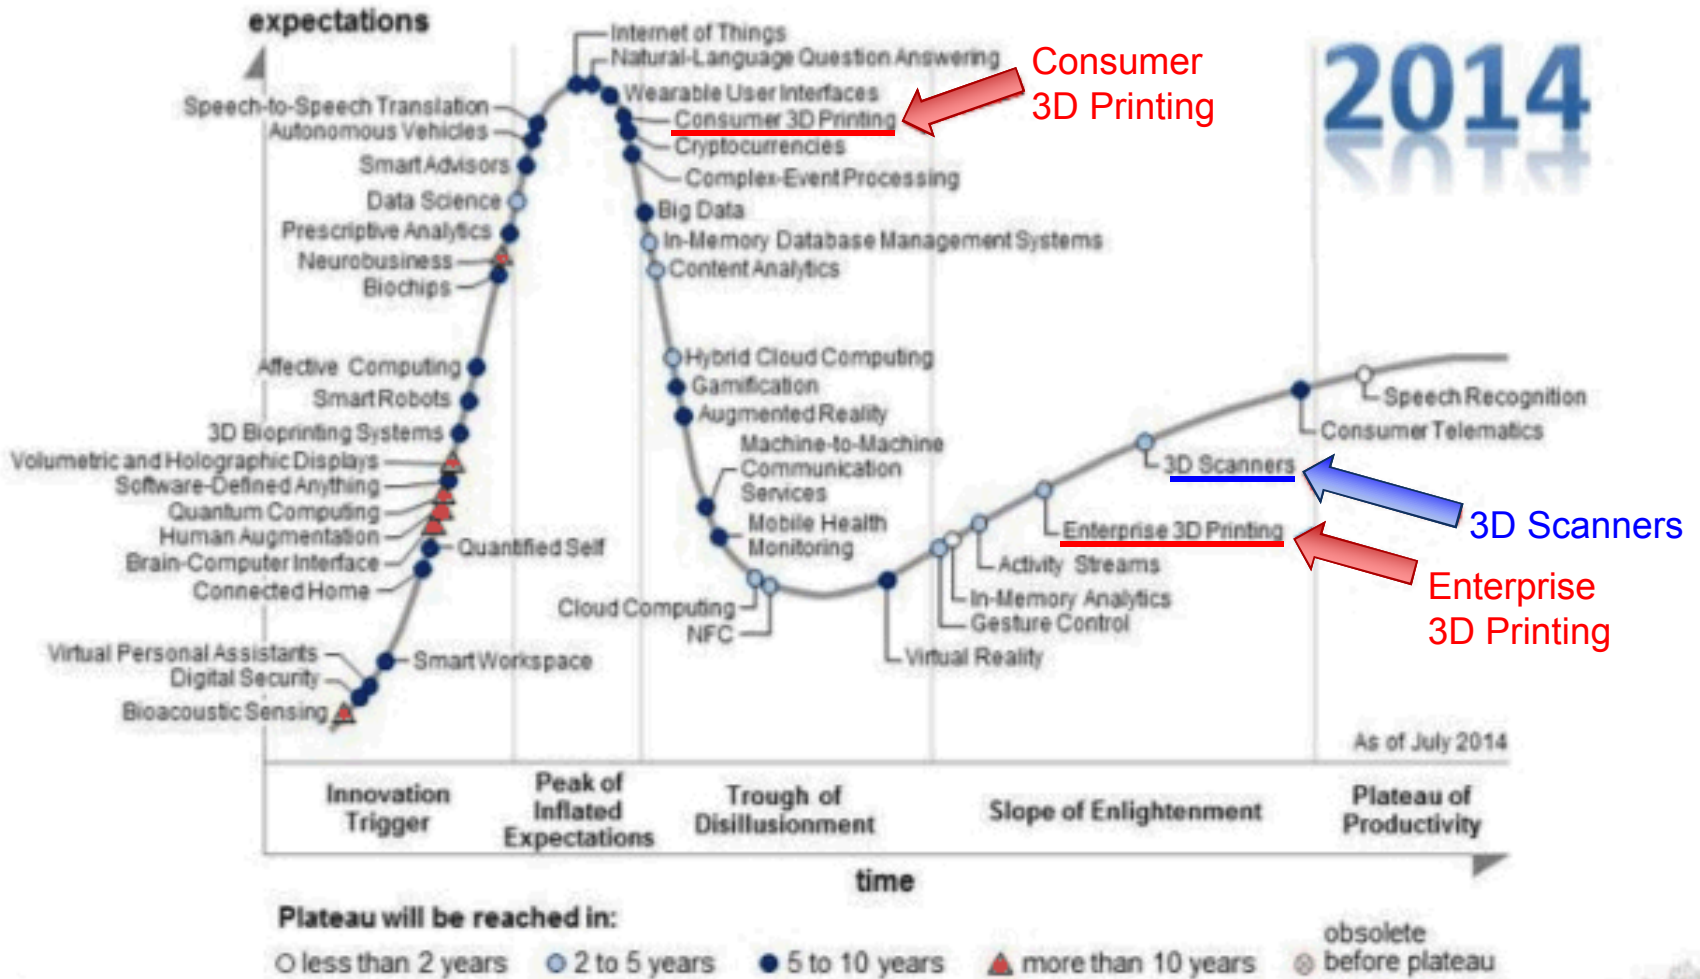 expectations
2014
Internet of Things
Natural-Language Question Answering
Wearable User Interfaces
Consumer 3D Printing
Cryptocurrencies
Complex-Event Processing
Consumer
3D Printing
Speech-to-Speech Translation
Autonomous Vehicles
Smart Advisors
Data Science
Prescriptive Analytics
Neurobusiness
Biochips
Big Data
In-Memory Database Management Systems
Content Analytics
Affective Computing
Smart Robots
3D Bioprinting Systems
Volumetric and Holographic Displays
Software-Defined Anything
Quantum Computing
Human Augmentation
Brain-Computer Interface
Connected Home
Quantified Self
Hybrid Cloud Computing
Gamification
Augmented Reality
Machine-to-Machine
Communication
Services
Mobile Health
Monitoring
Speech Recognition
Consumer Telematics
3D Scanners
3D Scanners
Enterprise 3D Printing
Enterprise
3D Printing
Activity Streams
In-Memory Analytics
Gesture Control
Virtual Reality
Cloud Computing
NFC
Virtual Personal Assistants
Digital Security
Bioacoustic Sensing
Smart Workspace
As of July 2014
Innovation
Trigger
Peak of
Inflated
Expectations
Trough of
Disillusionment
Slope of Enlightenment
Plateau of
Productivity
time
Plateau will be reached in:
less than 2 years
2 to 5 years
5 to 10 years
more than 10 years
obsolete
before plateau